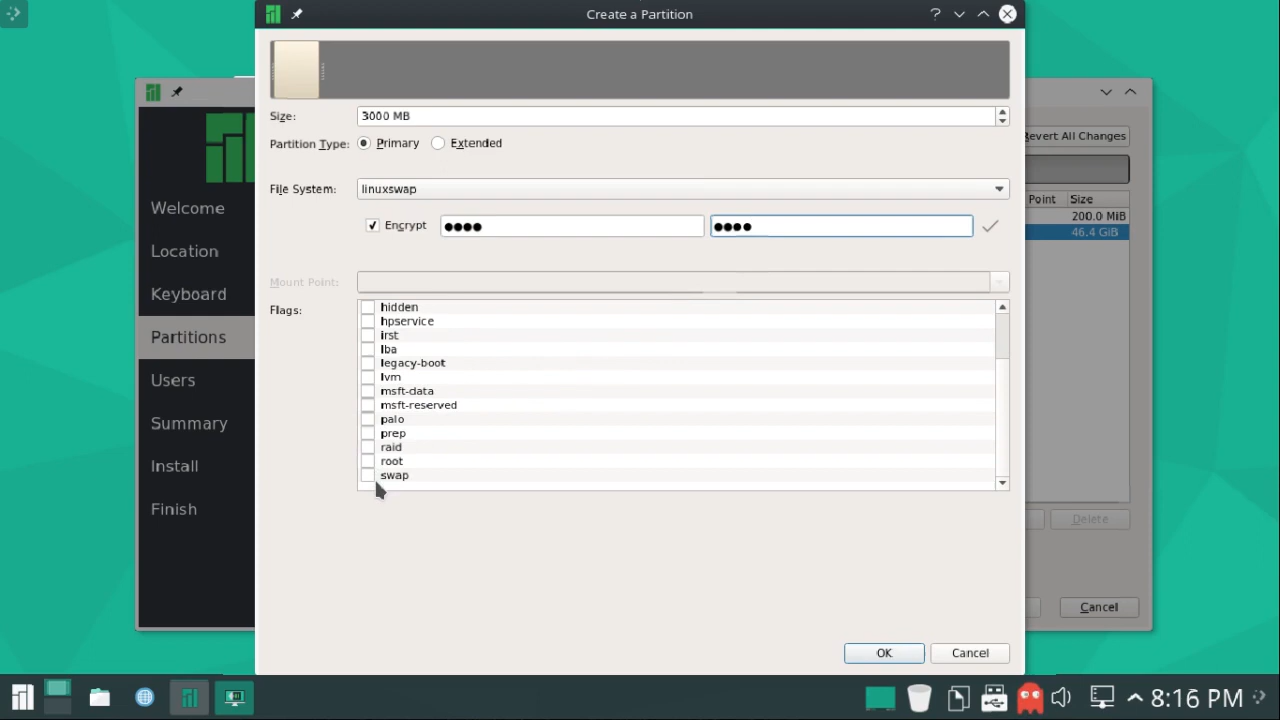 Create a Partition
?
Size:
3000 MB
Partition Type:
Primary
Extended
File System:
linuxswap
Encrypt
●●●●
●●●●
Mount Point:
Flags:
hidden
hpservice
irst
lba
legacy-boot
lvm
msft-data
msft-reserved
palo
prep
raid
root
swap
OK
Cancel
Welcome
Location
Keyboard
Partitions
Users
Summary
Install
Finish
Revert All Changes
Point
Size
200.0 MiB
46.4 GiB
Delete
Cancel
8:16 PM